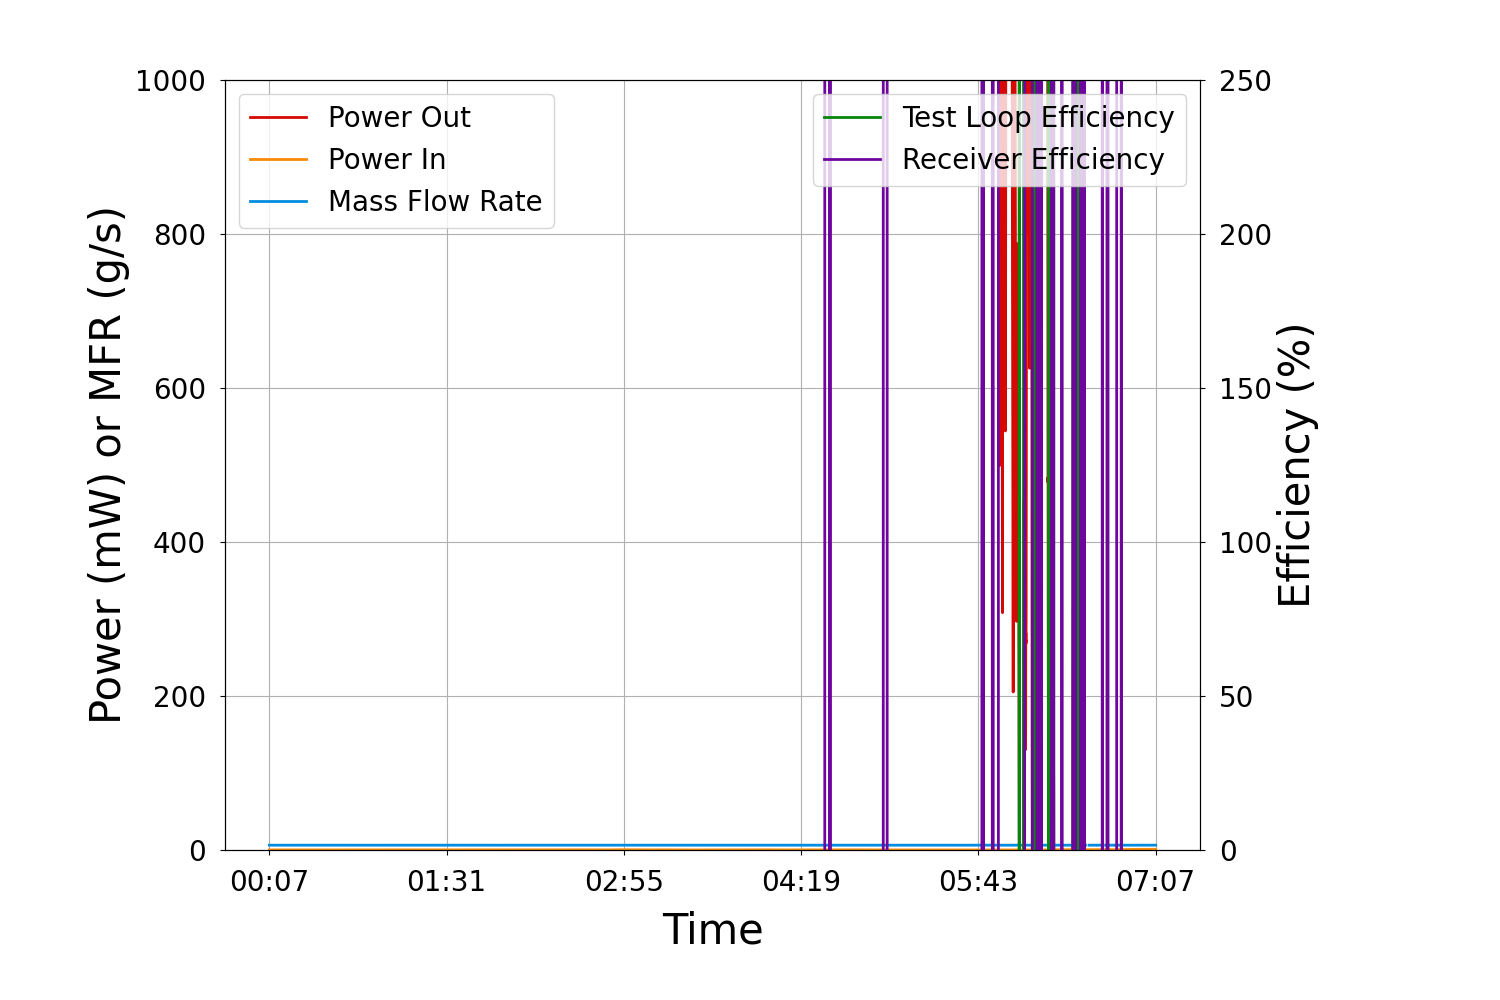 1000
800
600
400
200
0
Power (mW) or MFR (g/s)
Power Out
Power In
Mass Flow Rate
Test Loop Efficiency
Receiver Efficiency
250
200
150
100
50
0
Efficiency (%)
00:07 01:31 02:55 04:19 05:43 07:07
Time